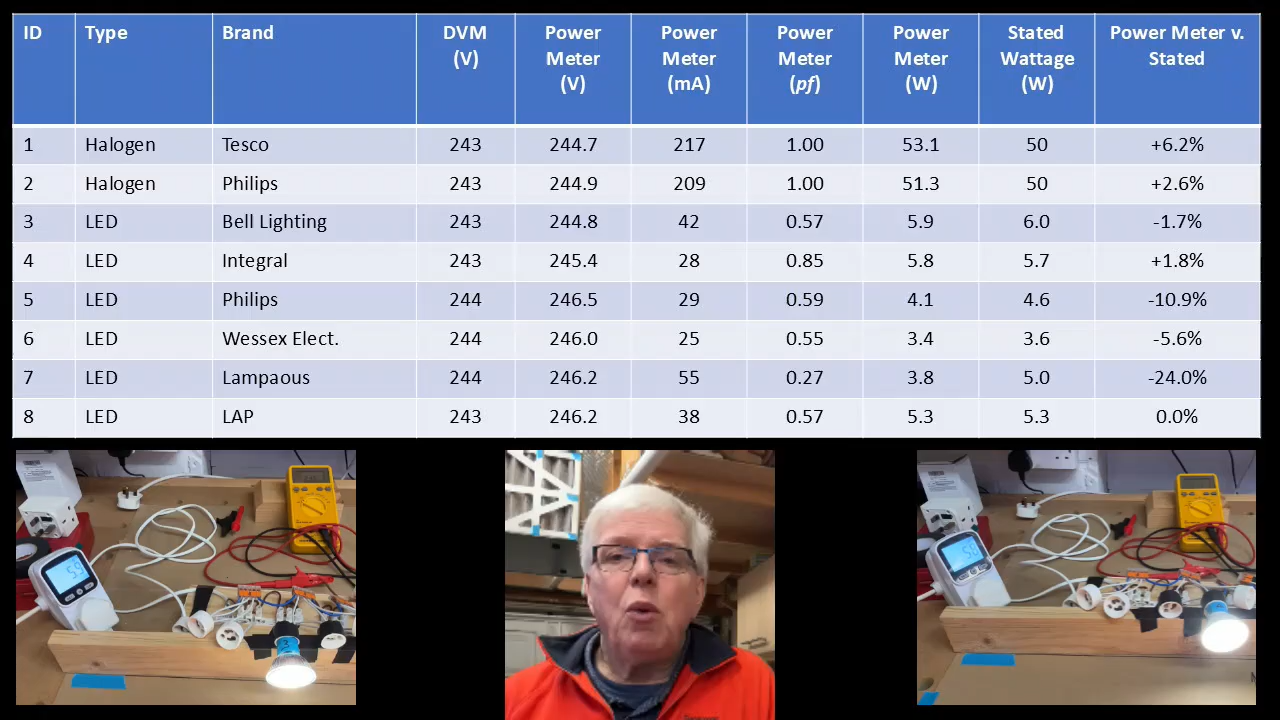 ID Type Brand DVM (V) Power Meter (V) Power Meter (mA) Power Meter (pf) Power Meter (W) Stated Wattage (W) Power Meter v. Stated
1 Halogen Tesco 243 244.7 217 1.00 53.1 50 +6.2%
2 Halogen Philips 243 244.9 209 1.00 51.3 50 +2.6%
3 LED Bell Lighting 243 244.8 42 0.57 5.9 6.0 -1.7%
4 LED Integral 243 245.4 28 0.85 5.8 5.7 +1.8%
5 LED Philips 244 246.5 29 0.59 4.1 4.6 -10.9%
6 LED Wessex Elect. 244 246.0 25 0.55 3.4 3.6 -5.6%
7 LED Lampaous 244 246.2 55 0.27 3.8 5.0 -24.0%
8 LED LAP 243 246.2 38 0.57 5.3 5.3 0.0%
5.9